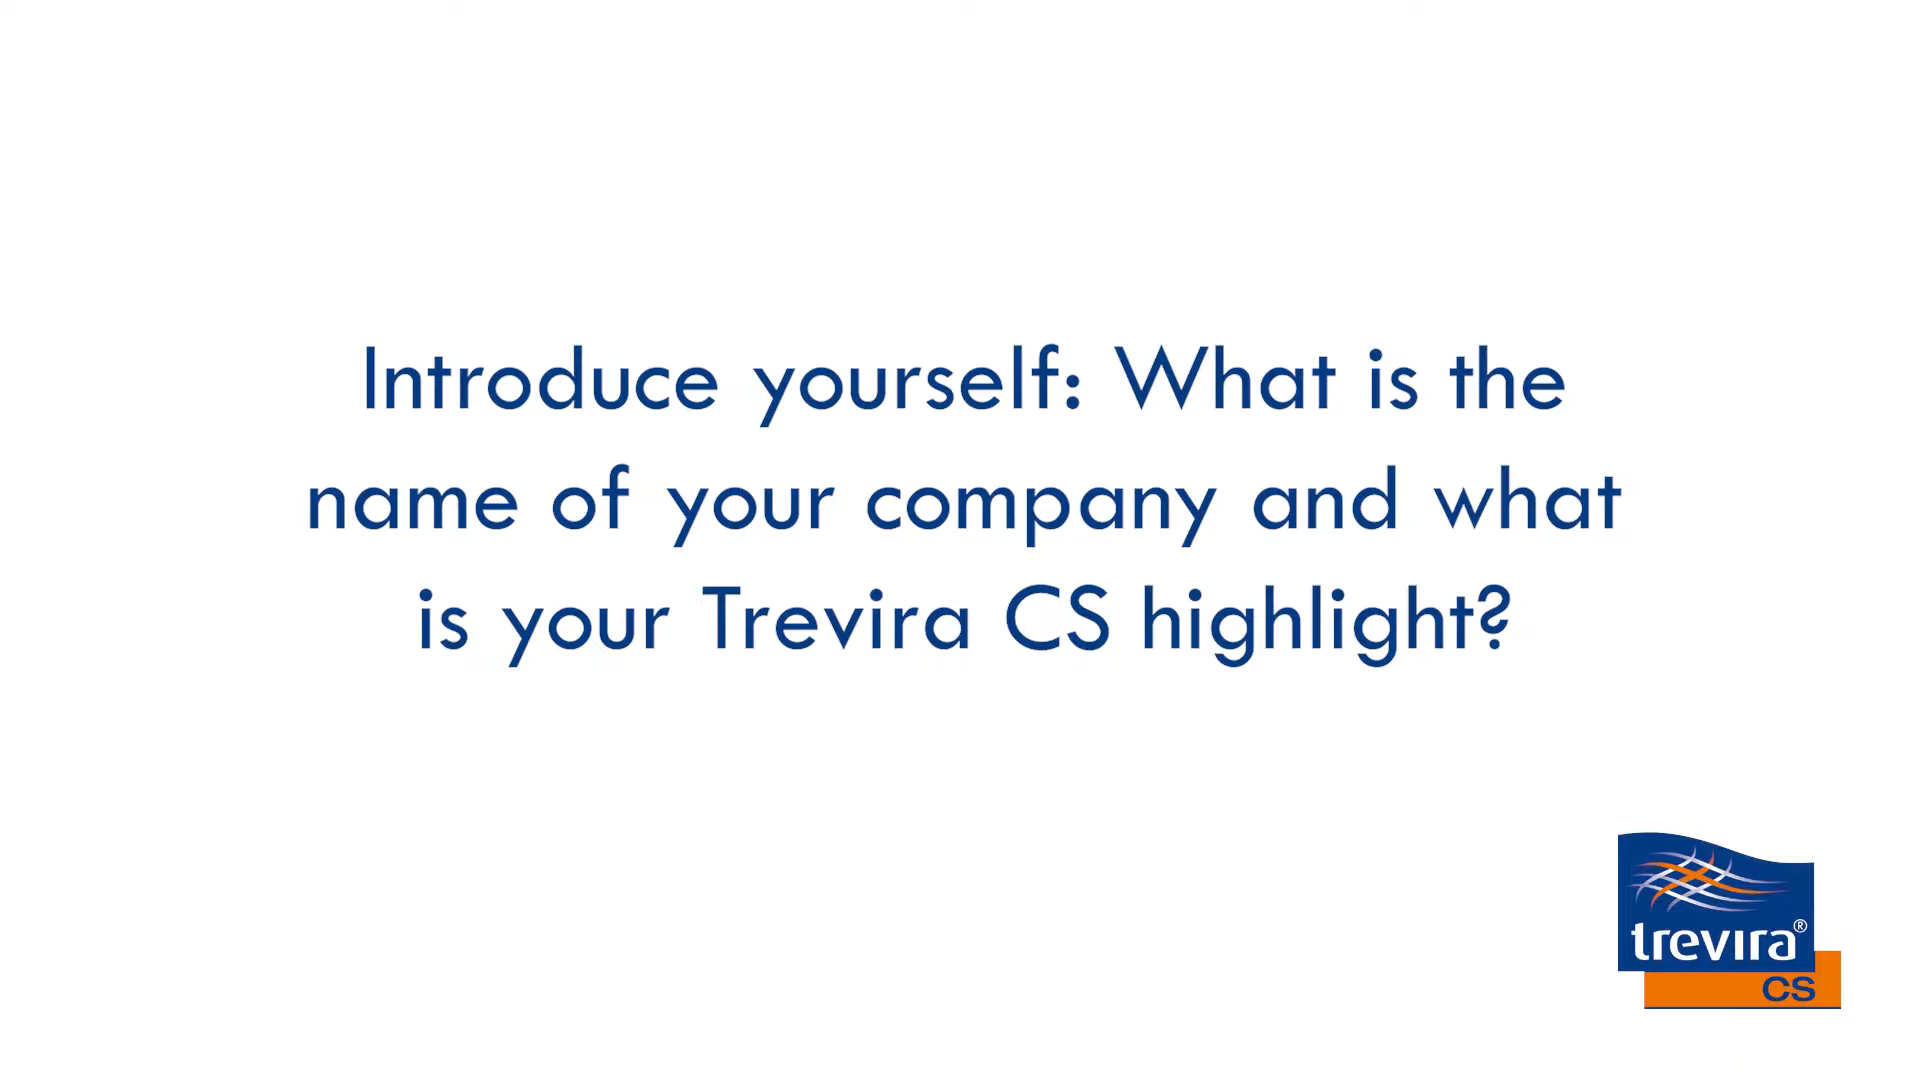 Introduce yourself: What is the
name of your company and what
is your Trevira CS highlight?
trevira®
CS